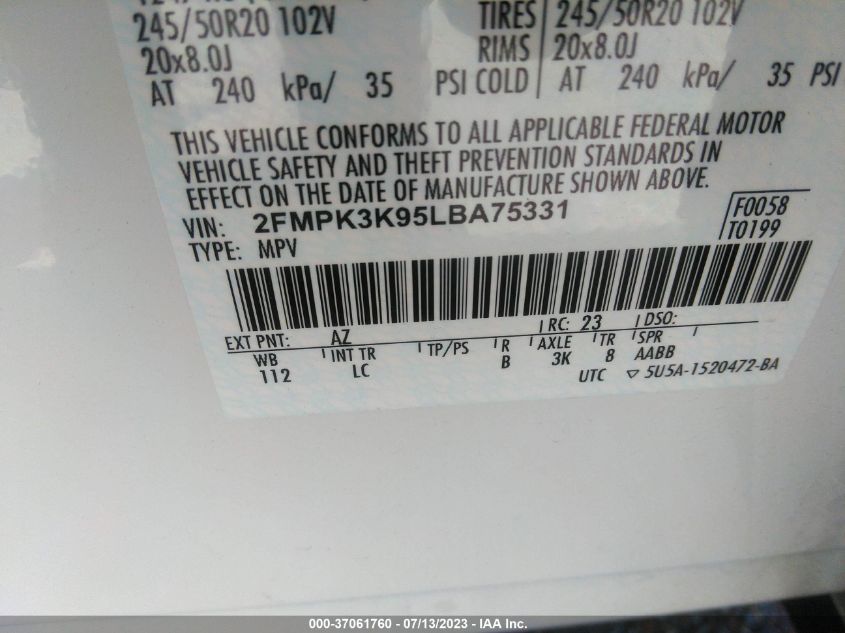 245/50R20 102V TIRES 245/50R20 102V
20x8.0J RIMS 20x8.0J
AT 240 kPa/ 35 PSI COLD AT 240 kPa/ 35 PSI
THIS VEHICLE CONFORMS TO ALL APPLICABLE FEDERAL MOTOR
VEHICLE SAFETY AND THEFT PREVENTION STANDARDS IN
EFFECT ON THE DATE OF MANUFACTURE SHOWN ABOVE.
VIN: 2FMPK3K95LBA75331 F0058
TYPE: MPV T0199
EXT PNT: AZ RC: 23 DSO:
WB INT TR TP/PS R AXLE TR SPR
112 LC B 3K 8 AABB
UTC ▽ 5U5A-1520472-BA
000-37061760 - 07/13/2023 - IAA Inc.